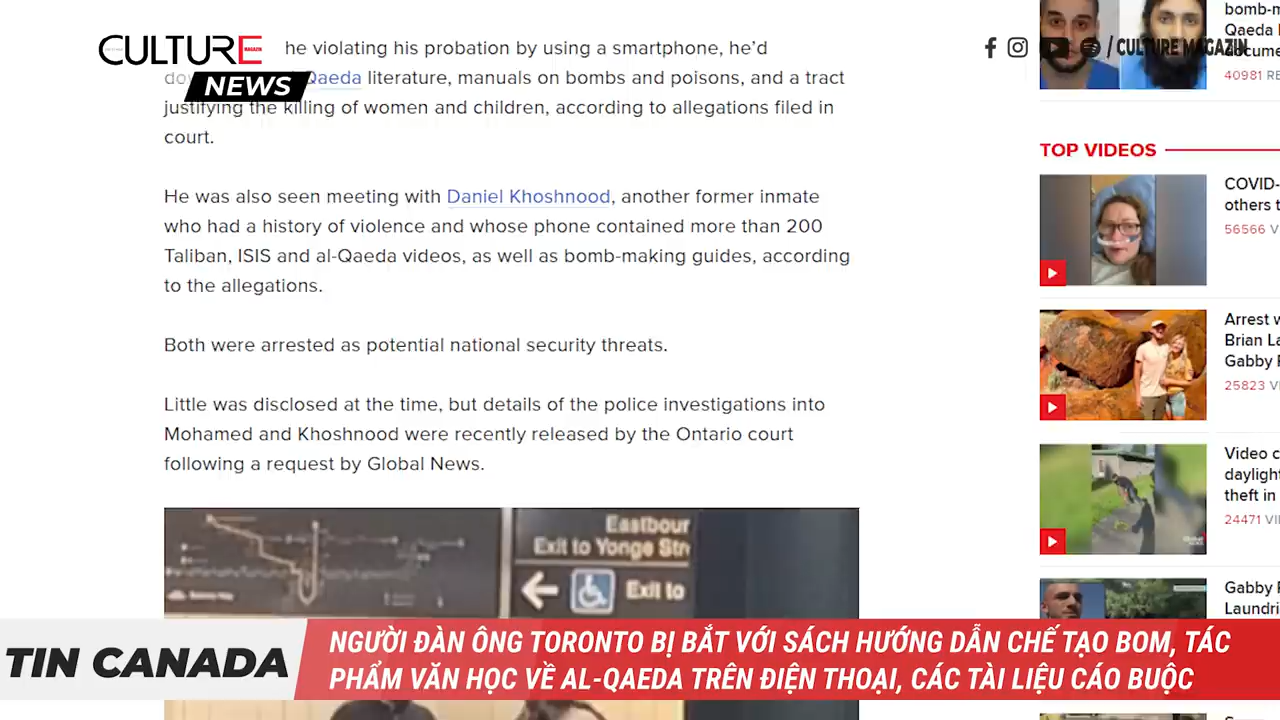 CULTURE
MAGAZIN
NEWS
/ CULTURE MAGAZIN
he violating his probation by using a smartphone, he'd
Qaeda literature, manuals on bombs and poisons, and a tract
justifying the killing of women and children, according to allegations filed in
court.
He was also seen meeting with Daniel Khoshnood, another former inmate
who had a history of violence and whose phone contained more than 200
Taliban, ISIS and al-Qaeda videos, as well as bomb-making guides, according
to the allegations.
Both were arrested as potential national security threats.
Little was disclosed at the time, but details of the police investigations into
Mohamed and Khoshnood were recently released by the Ontario court
following a request by Global News.
Eastbour
Exit to Yonge Str
Exit to
bomb-m
Qaeda
40981 RE
TOP VIDEOS
COVID-
others t
56566 V
Arrest w
Brian La
Gabby
25823 VI
Video c
daylight
theft in
24471 VI
Gabby
Laundri
TIN CANADA
NGƯỜI ĐÀN ÔNG TORONTO BỊ BẮT VỚI SÁCH HƯỚNG DẪN CHẾ TẠO BOM, TÁC
PHẨM VĂN HỌC VỀ AL-QAEDA TRÊN ĐIỆN THOẠI, CÁC TÀI LIỆU CÁO BUỘC